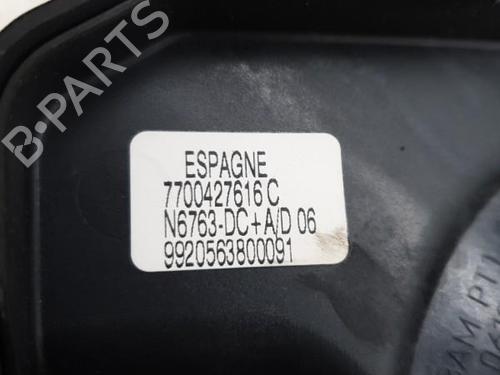 B-PARTS
ESPAGNE
7700427616 C
N6763-DC+A/D 06
9920563800091